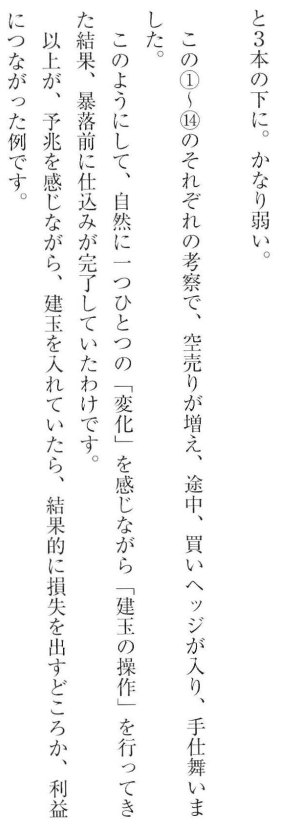 と3本の下に。かなり弱い。
この①～⑭のそれぞれの考察で、空売りが増え、途中、買いヘッジが入り、手仕舞いま
した。
このようにして、自然に一つひとつの「変化」を感じながら「建玉の操作」を行ってき
た結果、暴落前に仕込みが完了していたわけです。
以上が、予兆を感じながら、建玉を入れていたら、結果的に損失を出すどころか、利益
につながった例です。